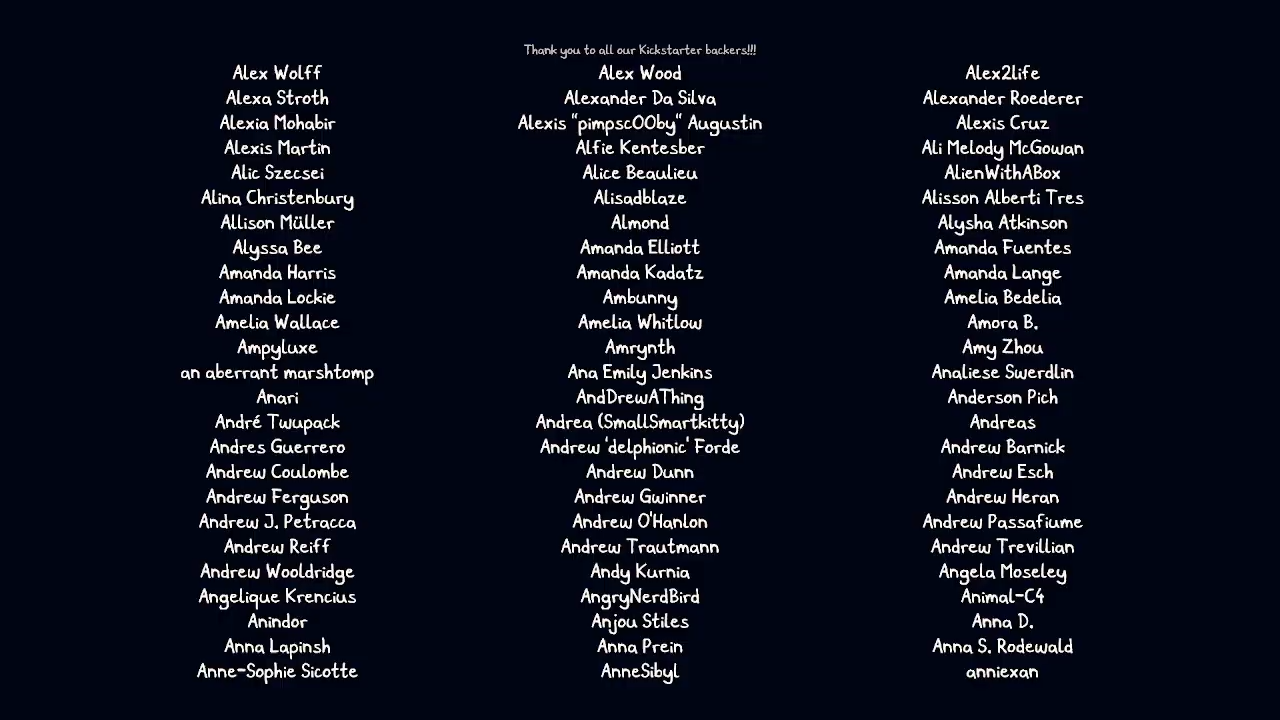 Thank you to all our Kickstarter backers!!!
Alex Wolff Alex Wood Alex2life
Alexa Stroth Alexander Da Silva Alexander Roederer
Alexia Mohabir Alexis "pimpscOOby" Augustin Alexis Cruz
Alexis Martin Alfie Kentesber Ali Melody McGowan
Alic Szecsei Alice Beaulieu AlienWithABox
Alina Christenbury Alisadblaze Alisson Alberti Tres
Allison Müller Almond Alysha Atkinson
Alyssa Bee Amanda Elliott Amanda Fuentes
Amanda Harris Amanda Kadatz Amanda Lange
Amanda Lockie Ambunny Amelia Bedelia
Amelia Wallace Amelia Whitlow Amora B.
Ampyluxe Amrynth Amy Zhou
an aberrant marshtomp Ana Emily Jenkins Analiese Swerdlin
Anari AndDrewAThing Anderson Pich
André Twupack Andrea (SmallSmartkitty) Andreas
Andres Guerrero Andrew 'delphionic' Forde Andrew Barnick
Andrew Coulombe Andrew Dunn Andrew Esch
Andrew Ferguson Andrew Gwinner Andrew Heran
Andrew J. Petracca Andrew O'Hanlon Andrew Passafiume
Andrew Reiff Andrew Trautmann Andrew Trevillian
Andrew Wooldridge Andy Kurnia Angela Moseley
Angelique Krencius AngryNerdBird Animal-C4
Anindor Anjou Stiles Anna D.
Anna Lapinsh Anna Prein Anna S. Rodewald
Anne-Sophie Sicotte AnneSibyl anniexan